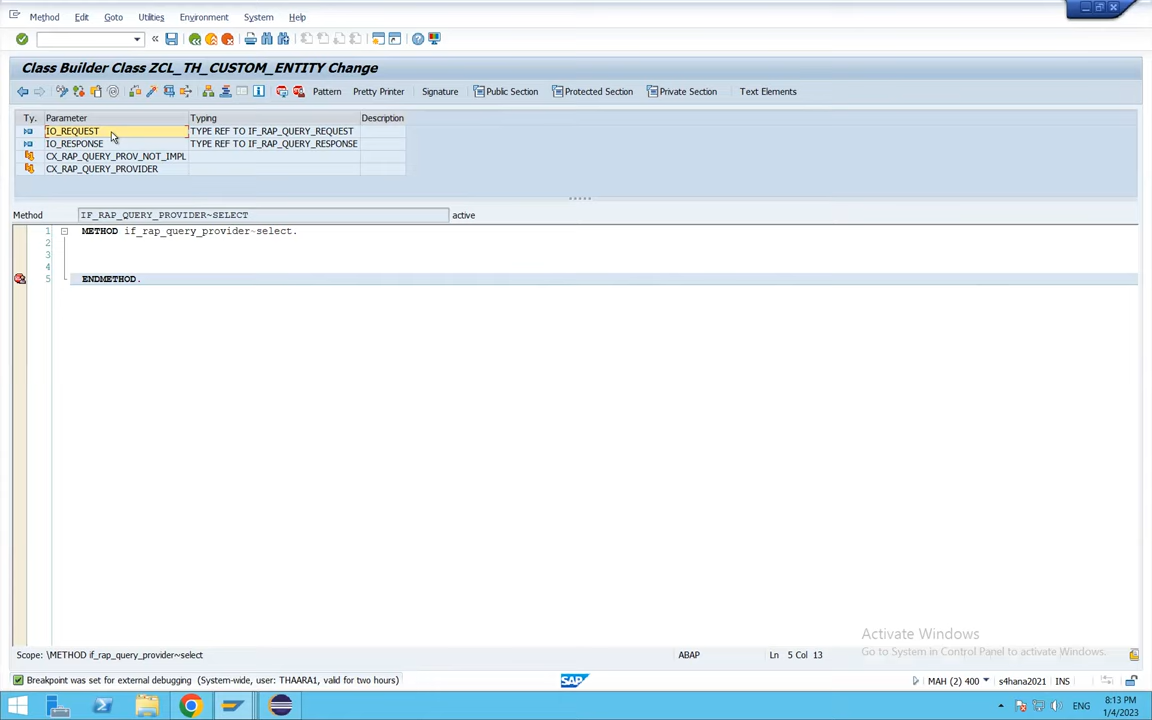 Method Edit Goto Utilities Environment System Help
Class Builder Class ZCL_TH_CUSTOM_ENTITY Change
Pattern Pretty Printer Signature Public Section Protected Section Private Section Text Elements
Ty. Parameter Typing Description
IO_REQUEST TYPE REF TO IF_RAP_QUERY_REQUEST
IO_RESPONSE TYPE REF TO IF_RAP_QUERY_RESPONSE
CX_RAP_QUERY_PROV_NOT_IMPL
CX_RAP_QUERY_PROVIDER
Method IF_RAP_QUERY_PROVIDER~SELECT active
1 METHOD if_rap_query_provider~select.
2
3
4
5 ENDMETHOD.
Activate Windows
Go to System in Control Panel to activate Windows.
Scope: \METHOD if_rap_query_provider~select ABAP Ln 5 Col 13
Breakpoint was set for external debugging (System-wide, user: THAARA1, valid for two hours) SAP MAH (2) 400 s4hana2021 INS
ENG 8:13 PM
1/4/2023